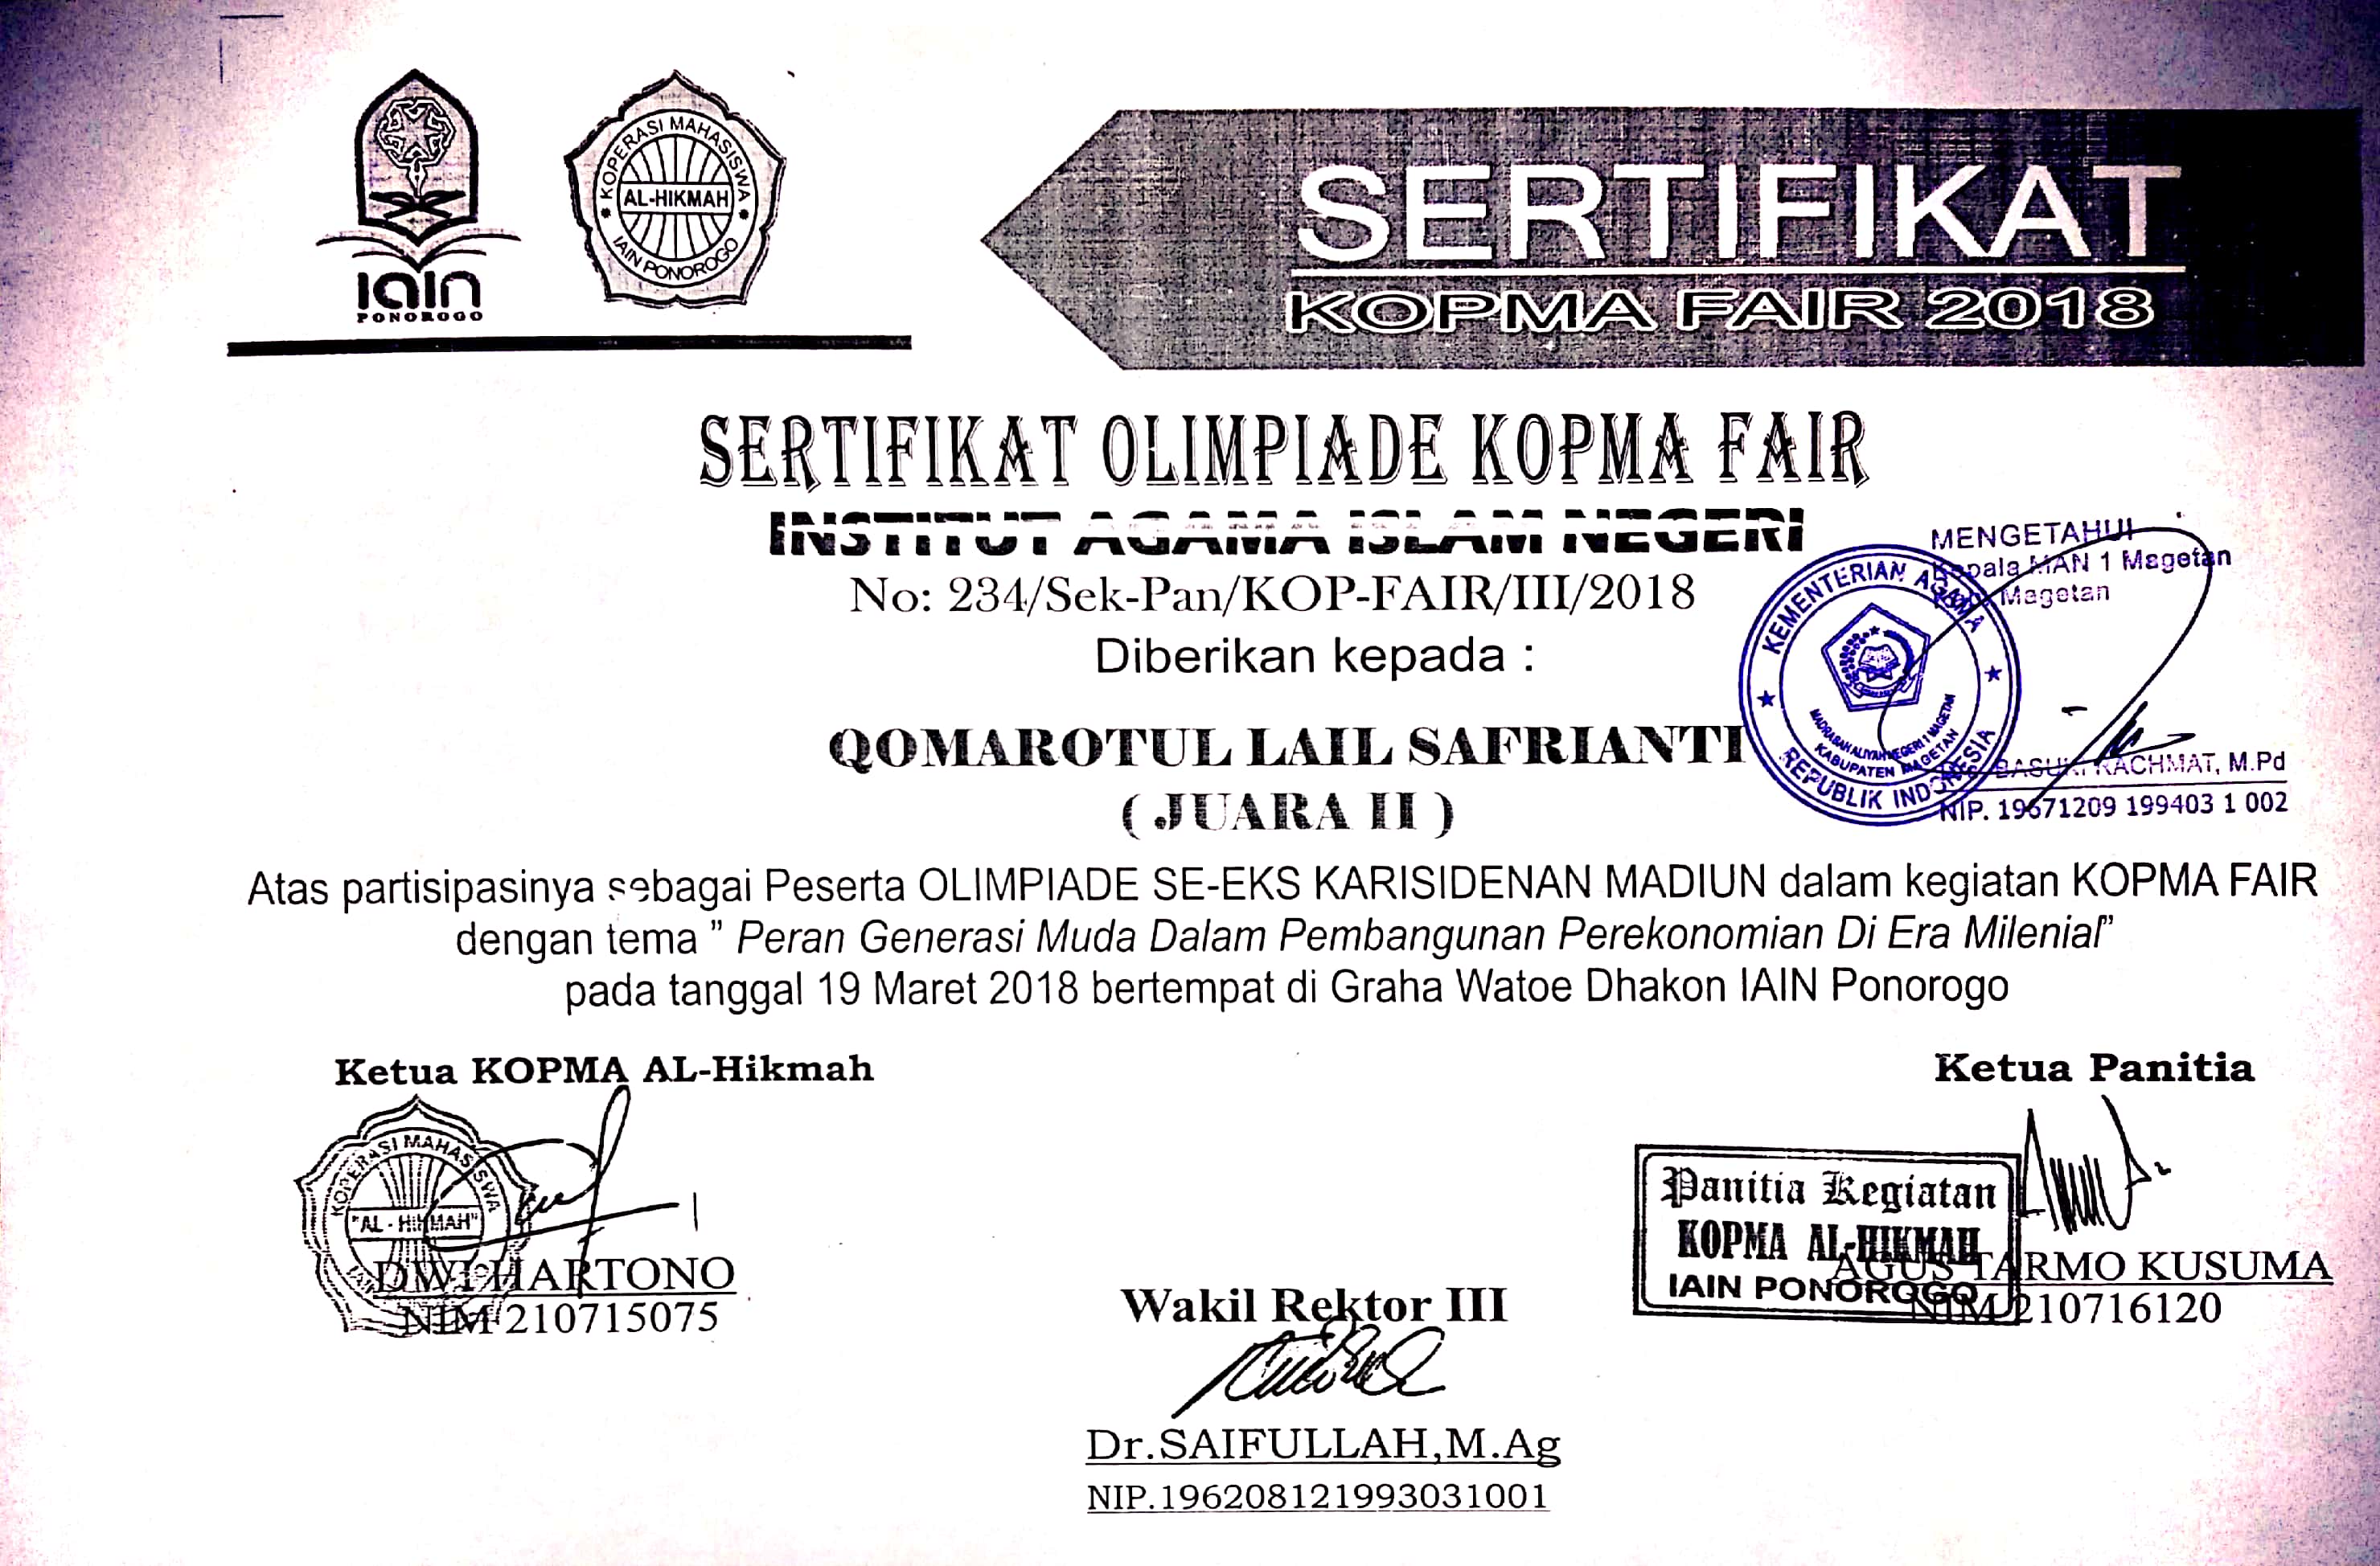 iain
PONOROGO
KOPERASI MAHASISWA
AL-HIKMAH
IAIN PONOROGO
SERTIFIKAT
KOPMA FAIR 2018
SERTIFIKAT OLIMPIADE KOPMA FAIR
INSTITUT AGAMA ISLAM NEGERI
No: 234/Sek-Pan/KOP-FAIR/III/2018
Diberikan kepada :
QOMAROTUL LAIL SAFRIANTI
( JUARA II )
MENGETAHUI
Kepala MAN 1 Magetan
Magetan
KEMENTERIAN AGAMA
MADRASAH ALIYAH NEGERI 1 MAGETAN
KABUPATEN MAGETAN
REPUBLIK INDONESIA
BASUKI RACHMAT, M.Pd
NIP. 19671209 199403 1 002
Atas partisipasinya sebagai Peserta OLIMPIADE SE-EKS KARISIDENAN MADIUN dalam kegiatan KOPMA FAIR
dengan tema ” Peran Generasi Muda Dalam Pembangunan Perekonomian Di Era Milenial”
pada tanggal 19 Maret 2018 bertempat di Graha Watoe Dhakon IAIN Ponorogo
Ketua KOPMA AL-Hikmah
KOPERASI MAHASISWA
"AL - HIKMAH"
DWI HARTONO
NIM 210715075
Ketua Panitia
Panitia Kegiatan
KOPMA AL-HIKMAH
IAIN PONOROGO
AGUS TARMO KUSUMA
NIM 210716120
Wakil Rektor III
Dr.SAIFULLAH,M.Ag
NIP.196208121993031001